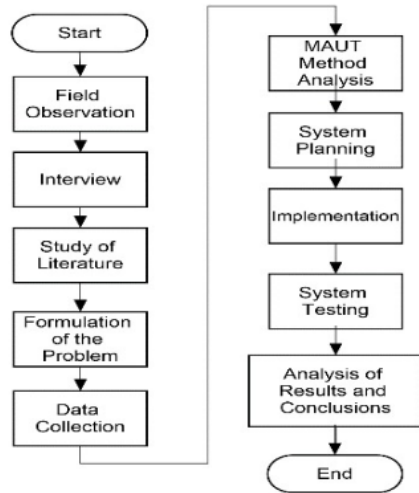 Start
Field
Observation
Interview
Study of
Literature
Formulation
of the
Problem
Data
Collection
MAUT
Method
Analysis
System
Planning
Implementation
System
Testing
Analysis of
Results and
Conclusions
End